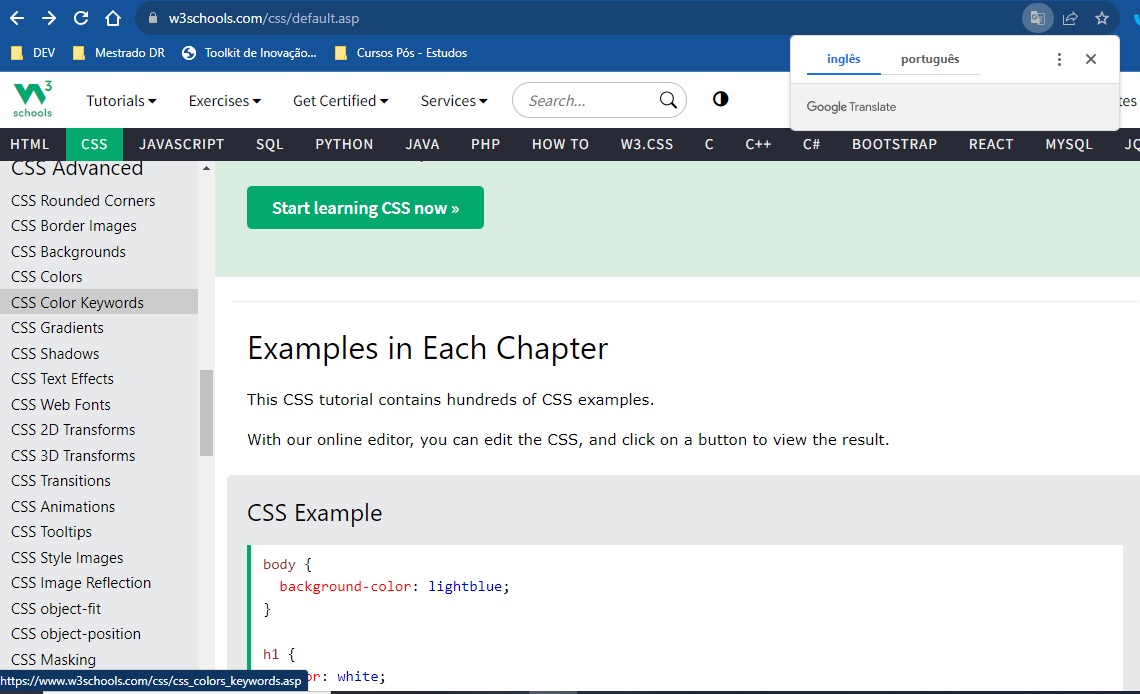 w3schools.com/css/default.asp
DEV Mestrado DR Toolkit de Inovação... Cursos Pós - Estudos
inglês português
Google Translate
3
schools
Tutorials Exercises Get Certified Services Search...
HTML CSS JAVASCRIPT SQL PYTHON JAVA PHP HOW TO W3.CSS C C++ C# BOOTSTRAP REACT MYSQL
CSS Advanced
CSS Rounded Corners
CSS Border Images
CSS Backgrounds
CSS Colors
CSS Color Keywords
CSS Gradients
CSS Shadows
CSS Text Effects
CSS Web Fonts
CSS 2D Transforms
CSS 3D Transforms
CSS Transitions
CSS Animations
CSS Tooltips
CSS Style Images
CSS Image Reflection
CSS object-fit
CSS object-position
CSS Masking
https://www.w3schools.com/css/css_colors_keywords.asp
Start learning CSS now »
Examples in Each Chapter
This CSS tutorial contains hundreds of CSS examples.
With our online editor, you can edit the CSS, and click on a button to view the result.
CSS Example
body {
background-color: lightblue;
}
h1 {
or: white;